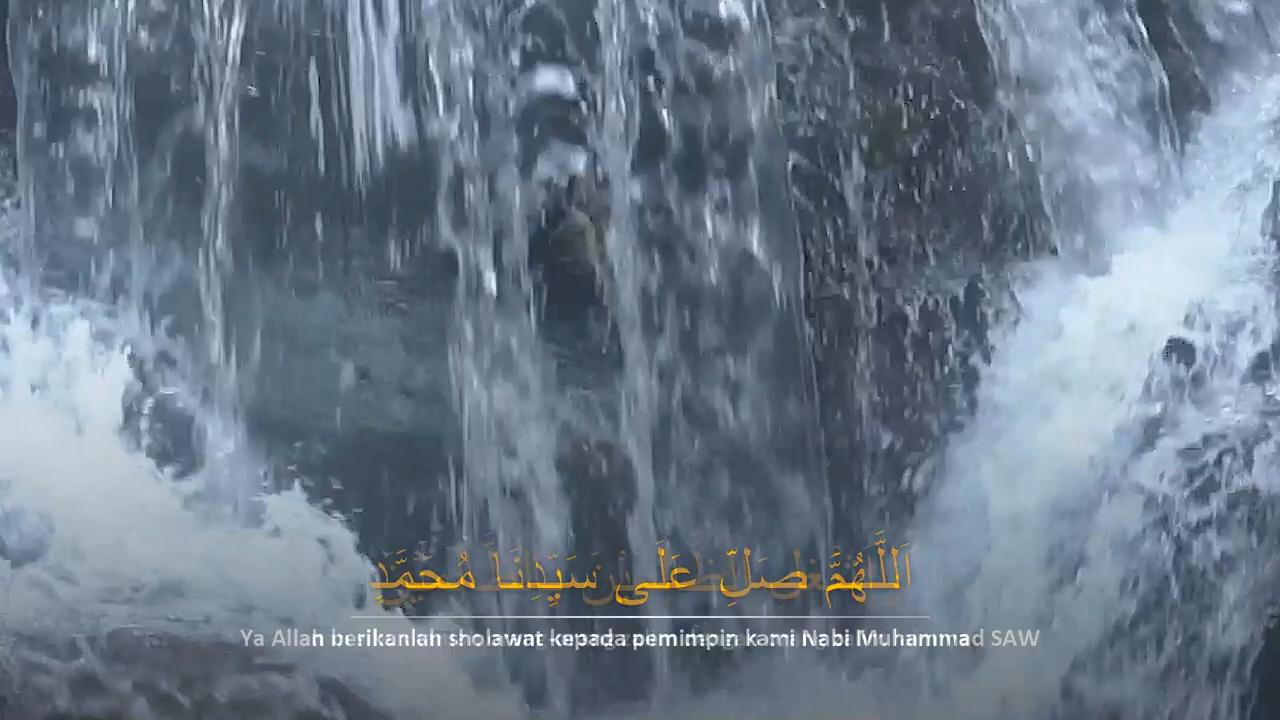 اَللّٰهُمَّ صَلِّ عَلَى سَيِّدِنَا مُحَمَّدٍ
Ya Allah berikanlah sholawat kepada pemimpin kami Nabi Muhammad SAW